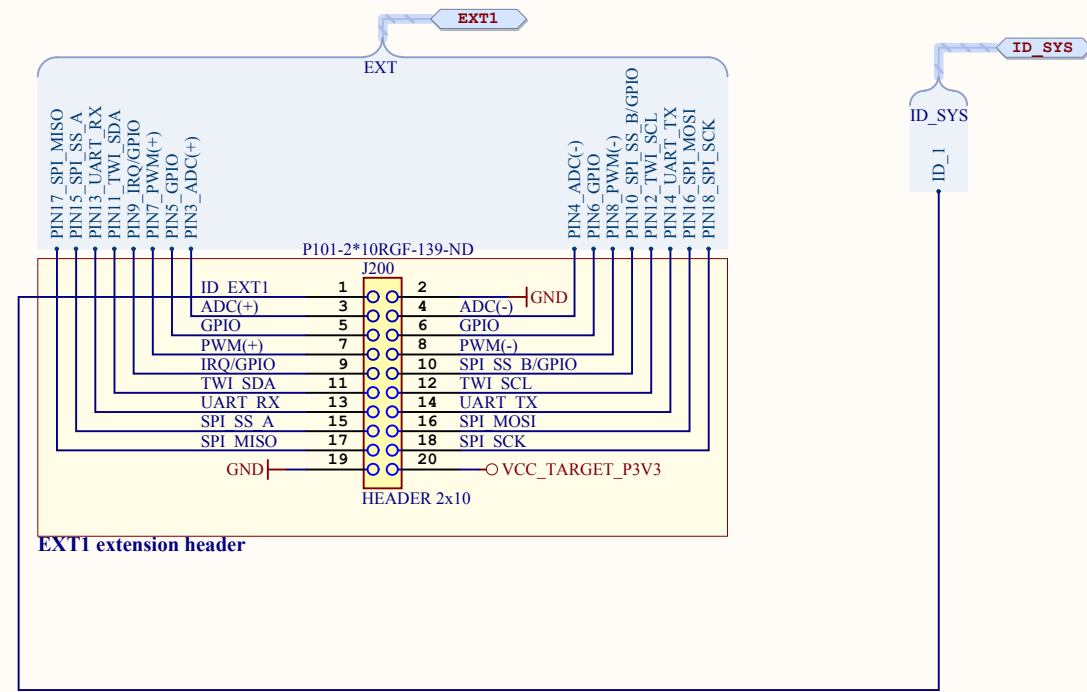 EXT1
ID_SYS
EXT
ID_SYS
PIN17_SPI_MISO
PIN15_SPI_SS_A
PIN13_UART_RX
PIN11_TWI_SDA
PIN9_IRQ/GPIO
PIN7_PWM(+)
PIN5_GPIO
PIN3_ADC(+)
PIN4_ADC(-)
PIN6_GPIO
PIN8_PWM(-)
PIN10_SPI_SS_B/GPIO
PIN12_TWI_SCL
PIN14_UART_TX
PIN16_SPI_MOSI
PIN18_SPI_SCK
ID_1
P101-2*10RGF-139-ND
J200
ID_EXT1 1 2 GND
ADC(+) 3 4 ADC(-)
GPIO 5 6 GPIO
PWM(+) 7 8 PWM(-)
IRQ/GPIO 9 10 SPI_SS_B/GPIO
TWI_SDA 11 12 TWI_SCL
UART_RX 13 14 UART_TX
SPI_SS_A 15 16 SPI_MOSI
SPI_MISO 17 18 SPI_SCK
GND 19 20 VCC_TARGET_P3V3
HEADER 2x10
EXT1 extension header